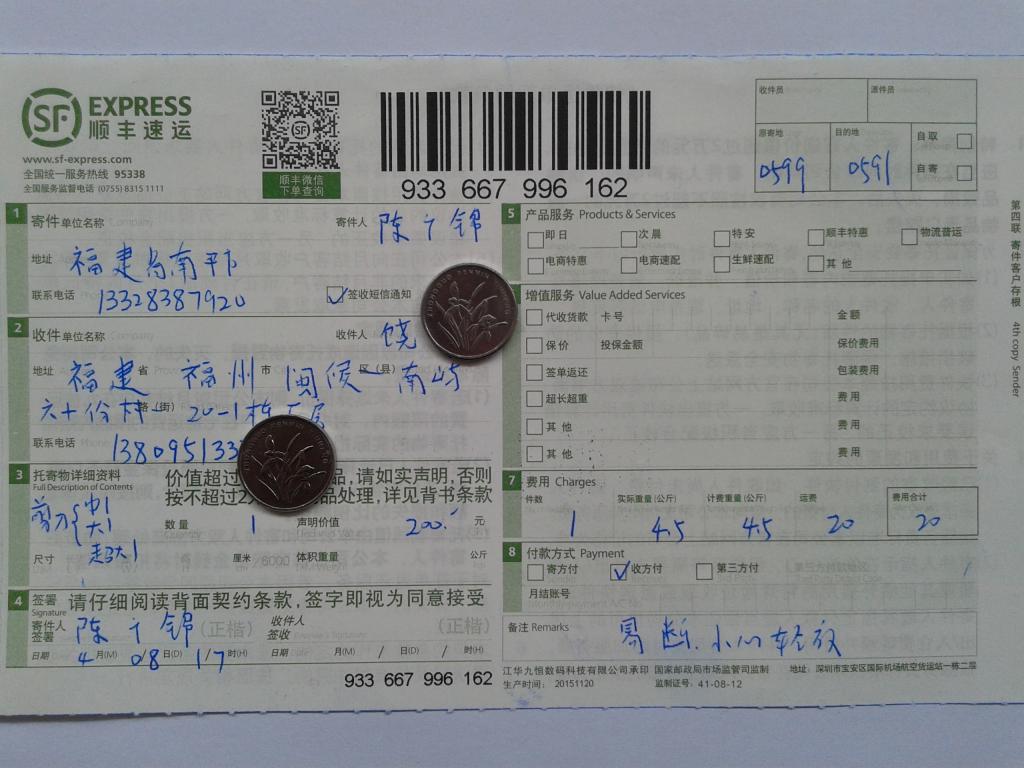 SF EXPRESS
顺丰速运
www.sf-express.com
全国统一服务热线 95338
全国服务监督电话 (0755) 8315 1111
顺丰微信
下单查询
933 667 996 162
收件员
派件员
原寄地 0599
目的地 0591
自取
自寄
1 寄件 单位名称 寄件人 陈 锦
地址 福建省南平市
联系电话 13328387920 签收短信通知
2 收件 单位名称 收件人 饶
地址 福建省 福州市 闽候区(县) 南屿
六十份村 路(街) 20-1栋
联系电话 138095133
3 托寄物详细资料
Full Description of Contents
价值超过 品，请如实声明，否则
按不超过2 品处理，详见背书条款
剪刀 中1
大1
超大1
数量 1 声明价值 200.- 元
尺寸 厘米 /6000 体积重量 公斤
4 签署 Signature 请仔细阅读背面契约条款，签字即视为同意接受
寄件人签署 陈 锦 (正楷) 收件人签收 (正楷)
日期 4月(M) 08日(D) 17时(H) 日期 月(M) / 日(D) / 时(H)
933 667 996 162
5 产品服务 Products & Services
即日 次晨 特安 顺丰特惠 物流普运
电商特惠 电商速配 生鲜速配 其他
增值服务 Value Added Services
代收货款 卡号 金额
保价 投保金额 保价费用
签单返还 包装费用
超长超重 费用
其他 费用
其他 费用
7 费用 Charges
件数 实际重量(公斤) 计费重量(公斤) 运费 费用合计
1 4.5 4.5 20 20
8 付款方式 Payment
寄方付 收方付 第三方付
月结账号
备注 Remarks 易断.小心轻放
江华九恒数码科技有限公司承印 国家邮政局市场监管司监制 地址：深圳市宝安区国际机场航空货运站一栋二层
生产时间：20151120 监制证号：41-08-12
第四联 寄件客户存根 4th copy Sender